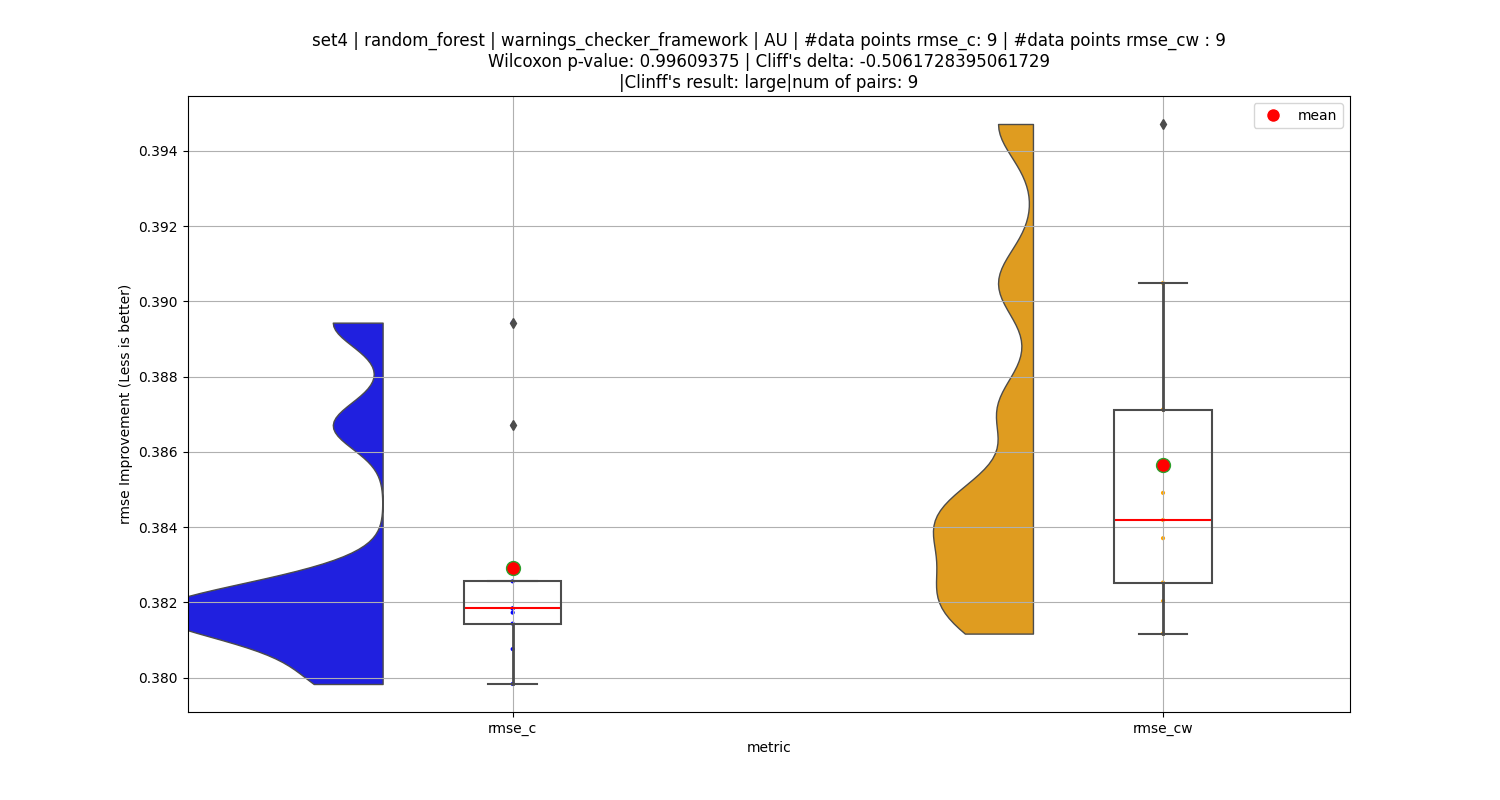 set4 | random_forest | warnings_checker_framework | AU | #data points rmse_c: 9 | #data points rmse_cw : 9
Wilcoxon p-value: 0.99609375 | Cliff's delta: -0.5061728395061729
|Clinff's result: large|num of pairs: 9
mean
0.394
0.392
0.390
0.388
0.386
0.384
0.382
0.380
rmse Improvement (Less is better)
rmse_c
rmse_cw
metric